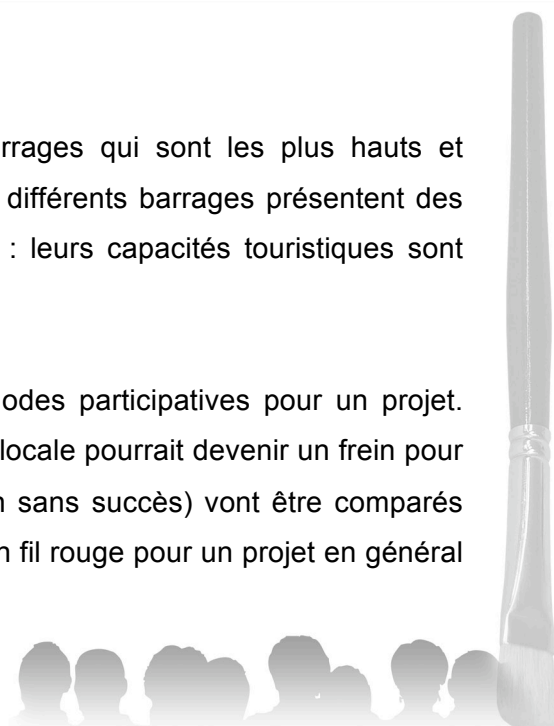 rrages qui sont les plus hauts et
différents barrages présentent des
: leurs capacités touristiques sont
odes participatives pour un projet.
locale pourrait devenir un frein pour
n sans succès) vont être comparés
n fil rouge pour un projet en général